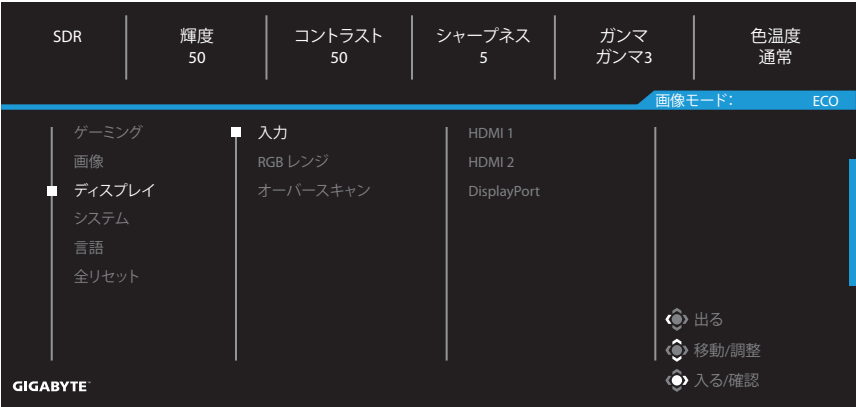 SDR
輝度
50
コントラスト
50
シャープネス
5
ガンマ
ガンマ3
色温度
通常
画像モード： ECO
ゲーミング
画像
ディスプレイ
システム
言語
全リセット
入力
RGB レンジ
オーバースキャン
HDMI 1
HDMI 2
DisplayPort
出る
移動/調整
入る/確認
GIGABYTE™